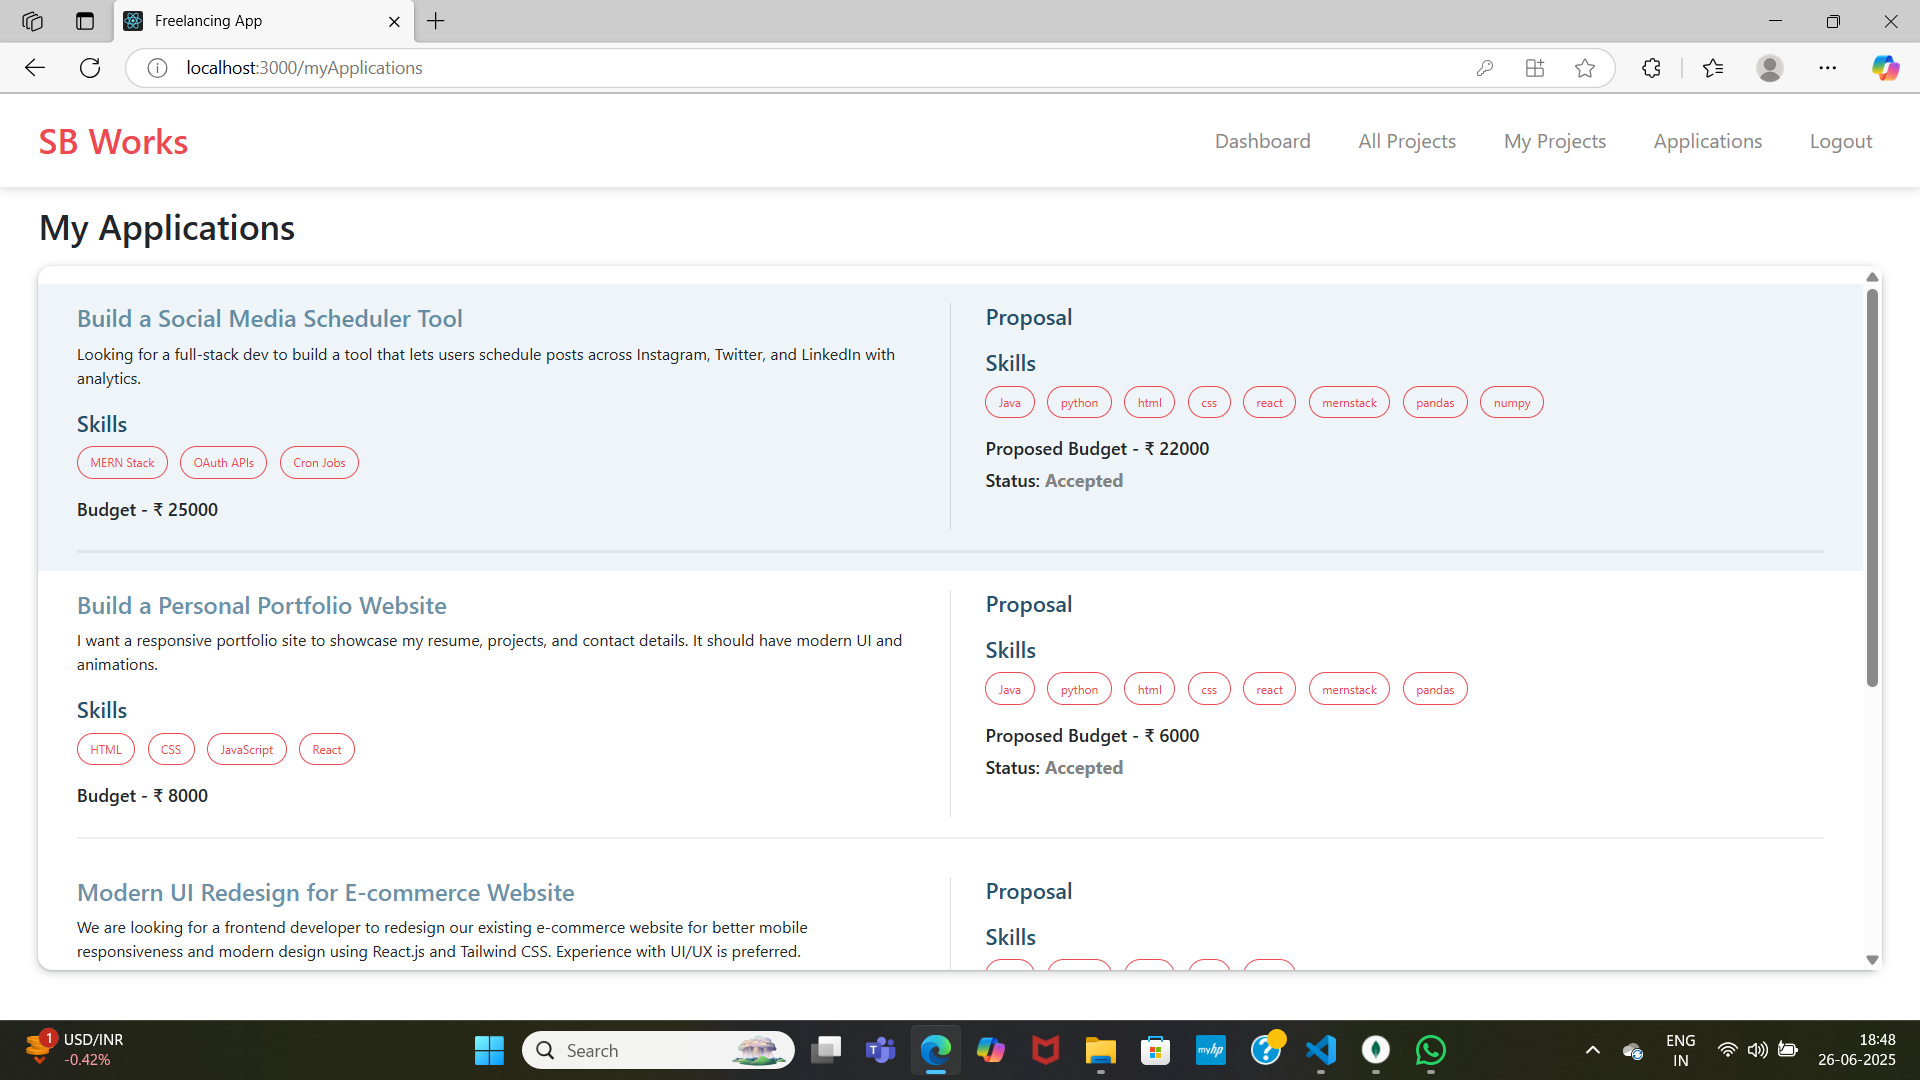 Freelancing App
localhost:3000/myApplications
SB Works
Dashboard
All Projects
My Projects
Applications
Logout
My Applications
Build a Social Media Scheduler Tool
Looking for a full-stack dev to build a tool that lets users schedule posts across Instagram, Twitter, and LinkedIn with
analytics.
Skills
MERN Stack
OAuth APIs
Cron Jobs
Budget - ₹ 25000
Proposal
Skills
Java
python
html
css
react
mernstack
pandas
numpy
Proposed Budget - ₹ 22000
Status: Accepted
Build a Personal Portfolio Website
I want a responsive portfolio site to showcase my resume, projects, and contact details. It should have modern UI and
animations.
Skills
HTML
CSS
JavaScript
React
Budget - ₹ 8000
Proposal
Skills
Java
python
html
css
react
mernstack
pandas
Proposed Budget - ₹ 6000
Status: Accepted
Modern UI Redesign for E-commerce Website
We are looking for a frontend developer to redesign our existing e-commerce website for better mobile
responsiveness and modern design using React.js and Tailwind CSS. Experience with UI/UX is preferred.
Proposal
Skills
1
USD/INR
-0.42%
Search
myhp
ENG
IN
18:48
26-06-2025